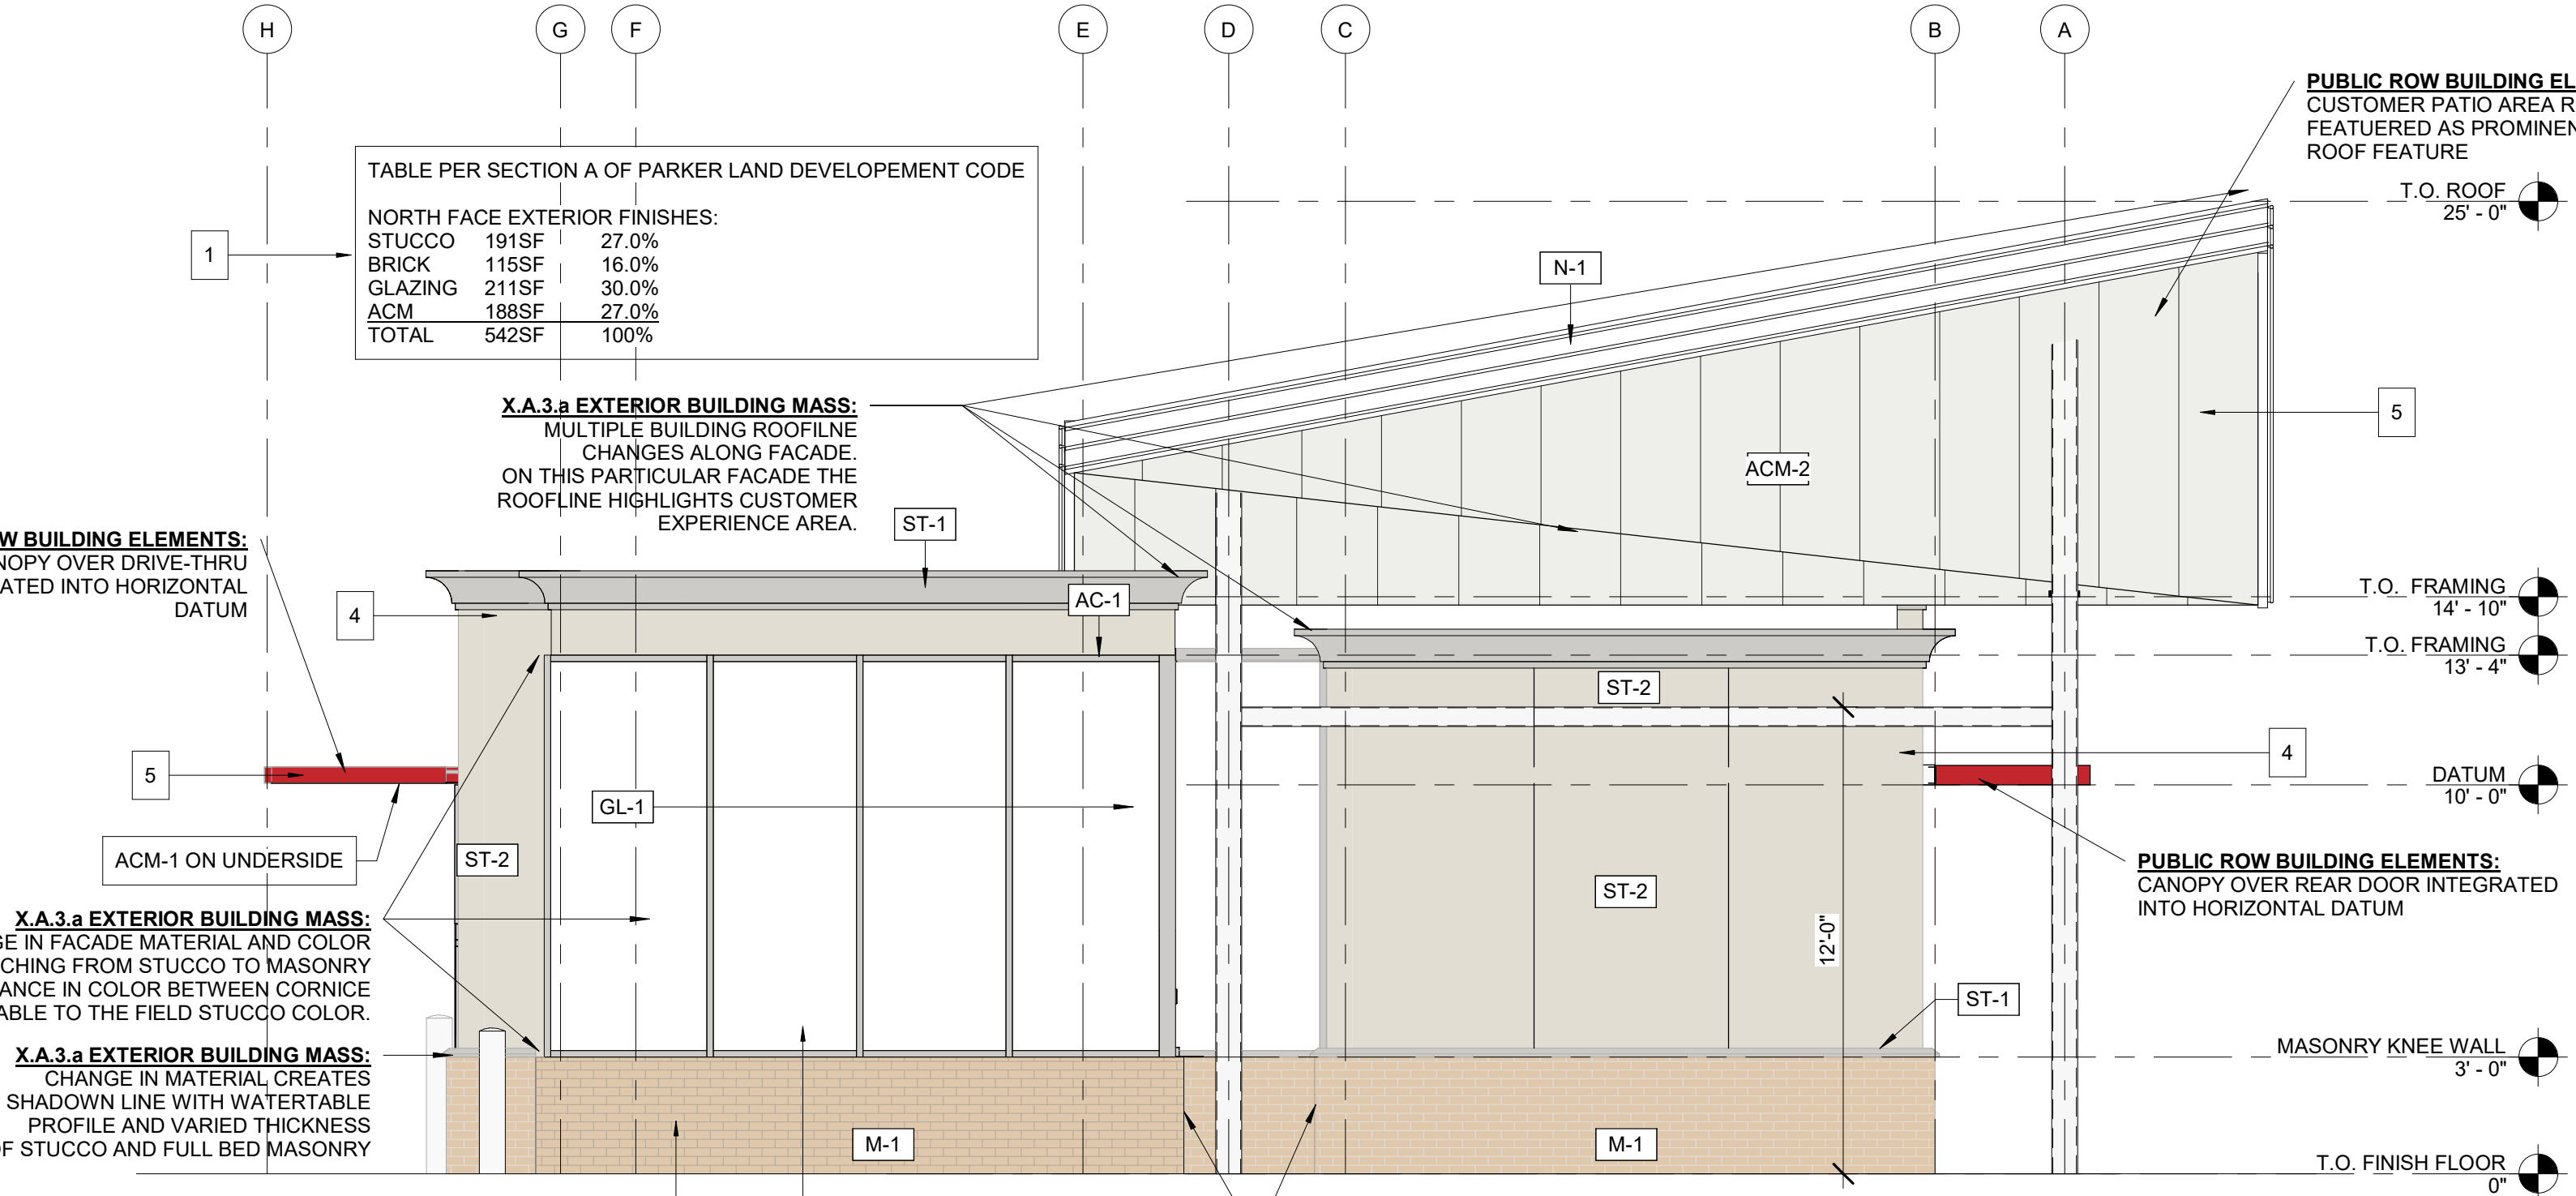 H
G
F
E
D
C
B
A
PUBLIC ROW BUILDING EL
CUSTOMER PATIO AREA R
FEATUERED AS PROMINEN
ROOF FEATURE
T.O. ROOF
25' - 0"
TABLE PER SECTION A OF PARKER LAND DEVELOPEMENT CODE
NORTH FACE EXTERIOR FINISHES:
STUCCO 191SF 27.0%
BRICK 115SF 16.0%
GLAZING 211SF 30.0%
ACM 188SF 27.0%
TOTAL 542SF 100%
1
N-1
X.A.3.a EXTERIOR BUILDING MASS:
MULTIPLE BUILDING ROOFILNE
CHANGES ALONG FACADE.
ON THIS PARTICULAR FACADE THE
ROOFLINE HIGHLIGHTS CUSTOMER
EXPERIENCE AREA.
5
ACM-2
ST-1
W BUILDING ELEMENTS:
NOPY OVER DRIVE-THRU
ATED INTO HORIZONTAL
DATUM
4
AC-1
T.O. FRAMING
14' - 10"
T.O. FRAMING
13' - 4"
ST-2
5
GL-1
4
DATUM
10' - 0"
ACM-1 ON UNDERSIDE
ST-2
ST-2
12'-0"
PUBLIC ROW BUILDING ELEMENTS:
CANOPY OVER REAR DOOR INTEGRATED
INTO HORIZONTAL DATUM
X.A.3.a EXTERIOR BUILDING MASS:
GE IN FACADE MATERIAL AND COLOR
CHING FROM STUCCO TO MASONRY
ANCE IN COLOR BETWEEN CORNICE
ABLE TO THE FIELD STUCCO COLOR.
ST-1
X.A.3.a EXTERIOR BUILDING MASS:
CHANGE IN MATERIAL CREATES
SHADOWN LINE WITH WATERTABLE
PROFILE AND VARIED THICKNESS
OF STUCCO AND FULL BED MASONRY
MASONRY KNEE WALL
3' - 0"
M-1
M-1
T.O. FINISH FLOOR
0"